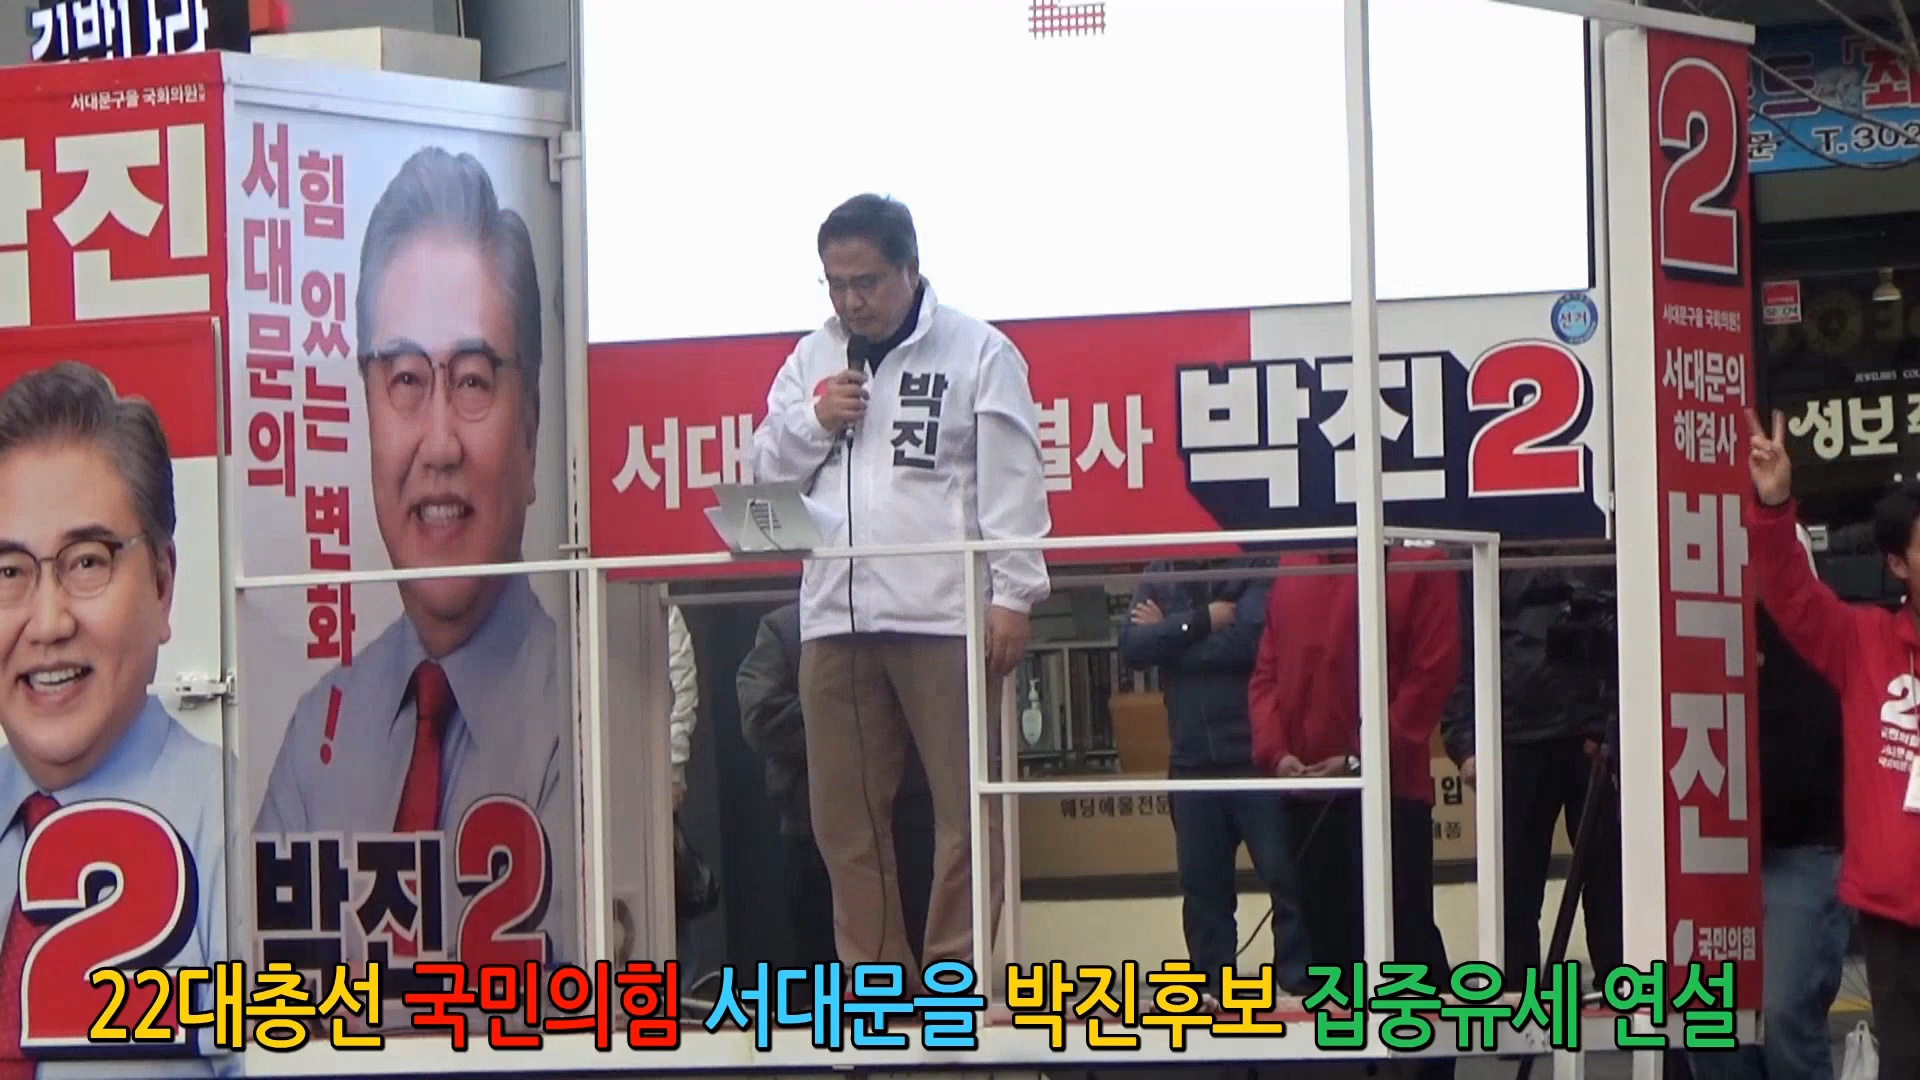 서대문구을 국회의원
진
서대문의
힘 있는 변화!
박진2
2
서대
결사
박진2
선거
2
서대문구을 국회의원
서대문의
해결사
박진
국민의힘
T.302
성보
웨딩예물전문
2
22대총선 국민의힘 서대문을 박진후보 집중유세 연설